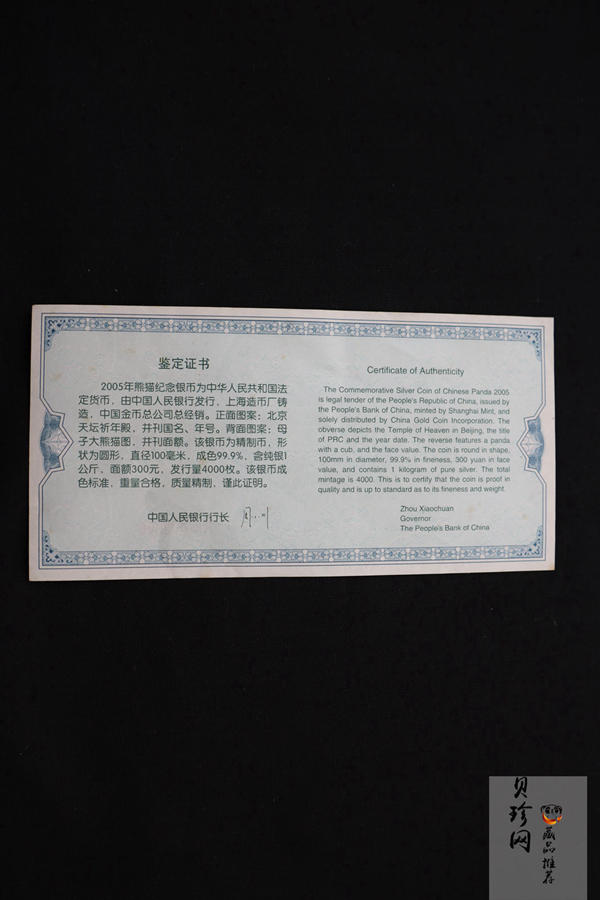 鉴定证书
2005年熊猫纪念银币为中华人民共和国法
定货币，由中国人民银行发行，上海造币厂铸
造，中国金币总公司总经销。正面图案：北京
天坛祈年殿，并刊国名、年号。背面图案：母
子大熊猫图，并刊面额。该银币为精制币，形
状为圆形，直径100毫米，成色99.9%，含纯银1
公斤，面额300元，发行量4000枚。该银币成
色标准，重量合格，质量精制，谨此证明。
中国人民银行行长
Certificate of Authenticity
The Commemorative Silver Coin of Chinese Panda 2005
is legal tender of the People's Republic of China, issued by
the People's Bank of China, minted by Shanghai Mint, and
solely distributed by China Gold Coin Incorporation. The
obverse depicts the Temple of Heaven in Beijing, the title
of PRC and the year date. The reverse features a panda
with a cub, and the face value. The coin is round in shape,
100mm in diameter, 99.9% in fineness, 300 yuan in face
value, and contains 1 kilogram of pure silver. The total
mintage is 4000. This is to certify that the coin is proof in
quality and is up to standard as to its fineness and weight.
Zhou Xiaochuan
Governor
The People's Bank of China
贝珍网
藏品推荐